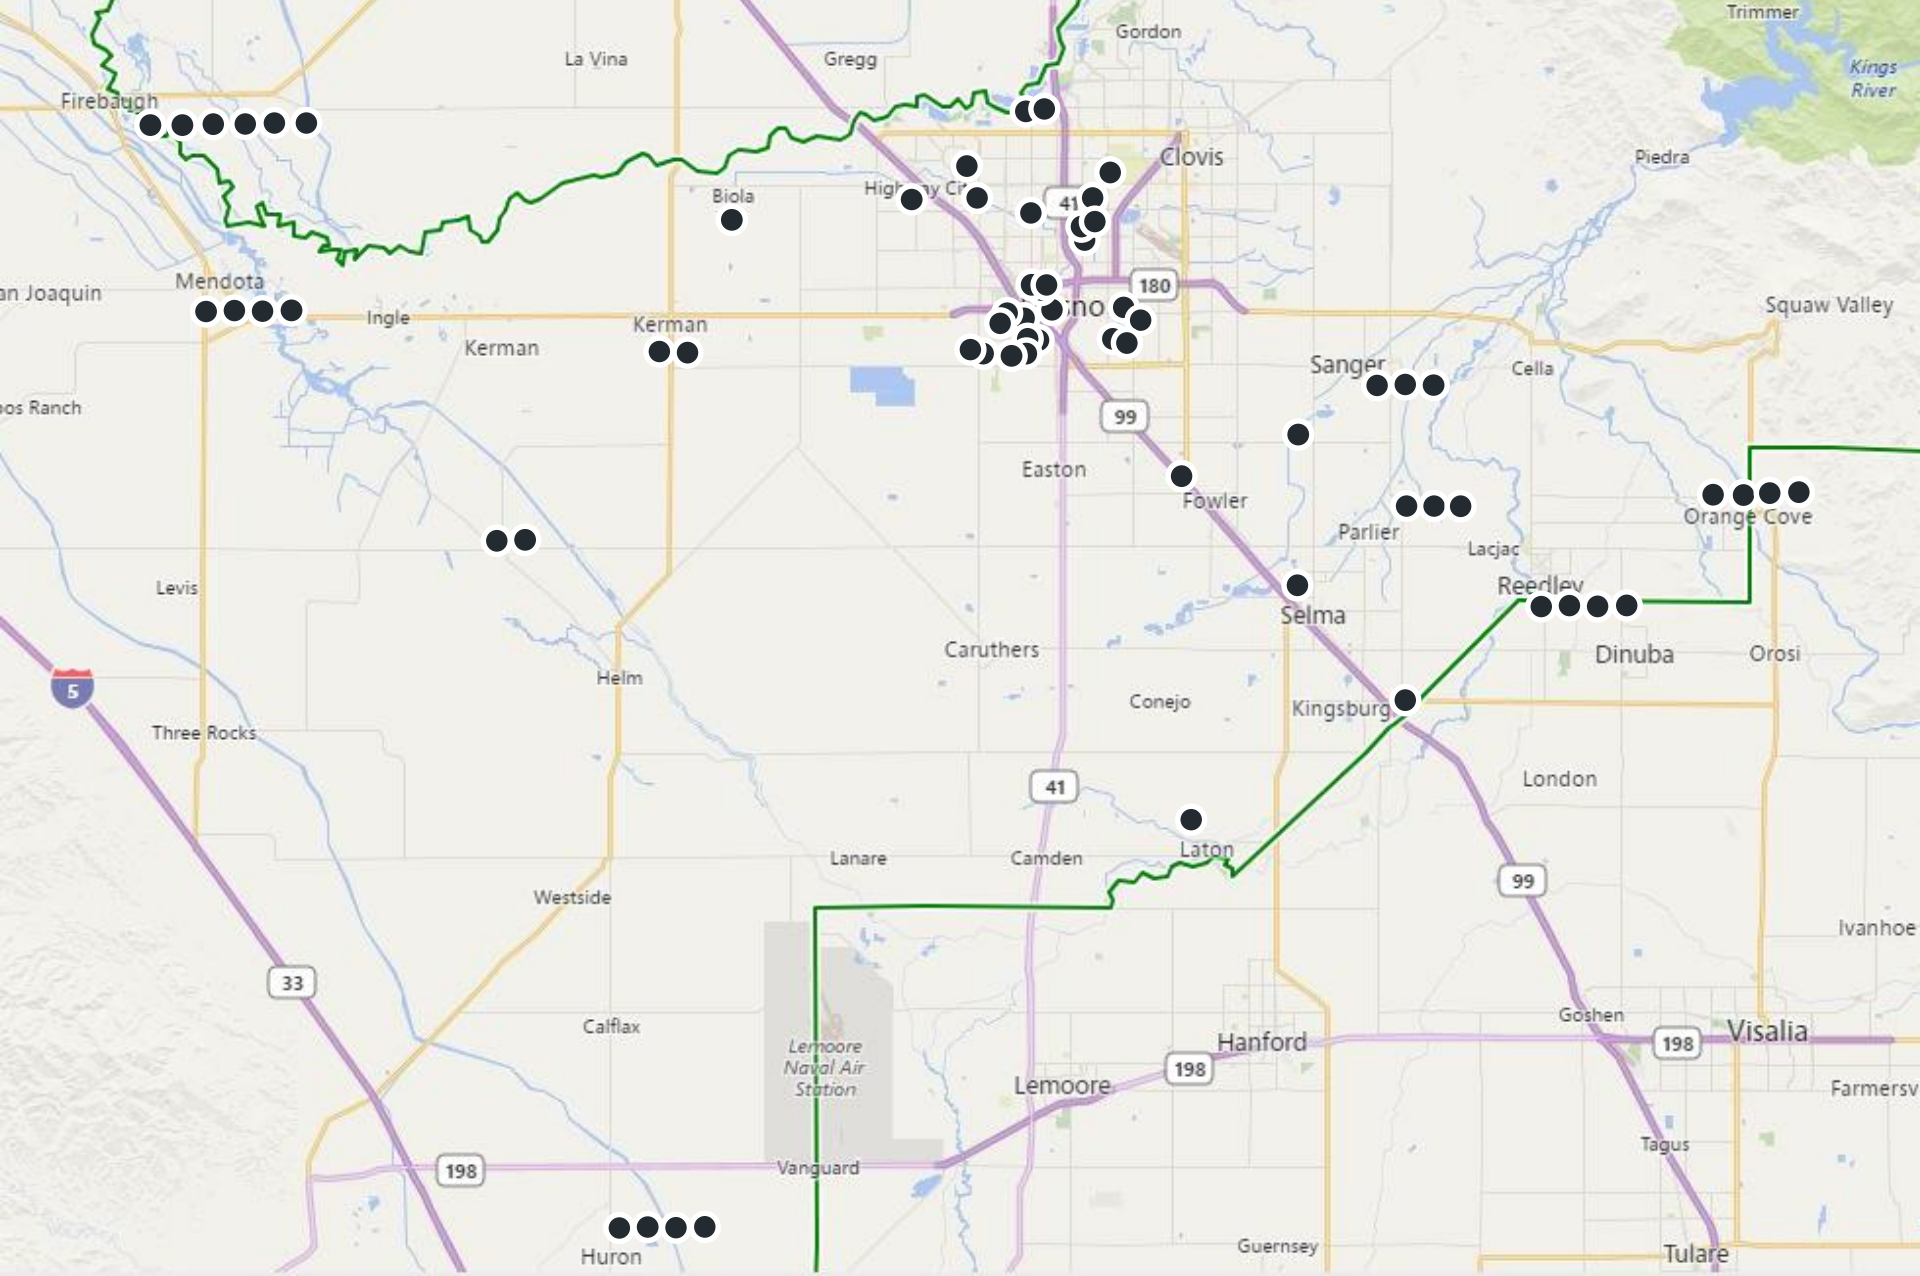 Trimmer
Gordon
La Vina
Gregg
Kings
River
Firebaugh
Clovis
Piedra
Biola
41
Mendota
180
an Joaquin
Squaw Valley
Ingle
Kerman
Kerman
Sanger
Cella
oos Ranch
99
Easton
Fowler
Orange Cove
Parlier
Lacjac
Levis
Reedley
Selma
Caruthers
Dinuba
Orosi
Helm
5
Conejo
Kingsburg
Three Rocks
London
41
Laton
Lanare
Camden
99
Westside
Ivanhoe
33
Goshen
Calflax
Visalia
Hanford
198
Lemoore
Naval Air
Station
198
Lemoore
Farmersv
Tagus
Vanguard
198
Guernsey
Huron
Tulare